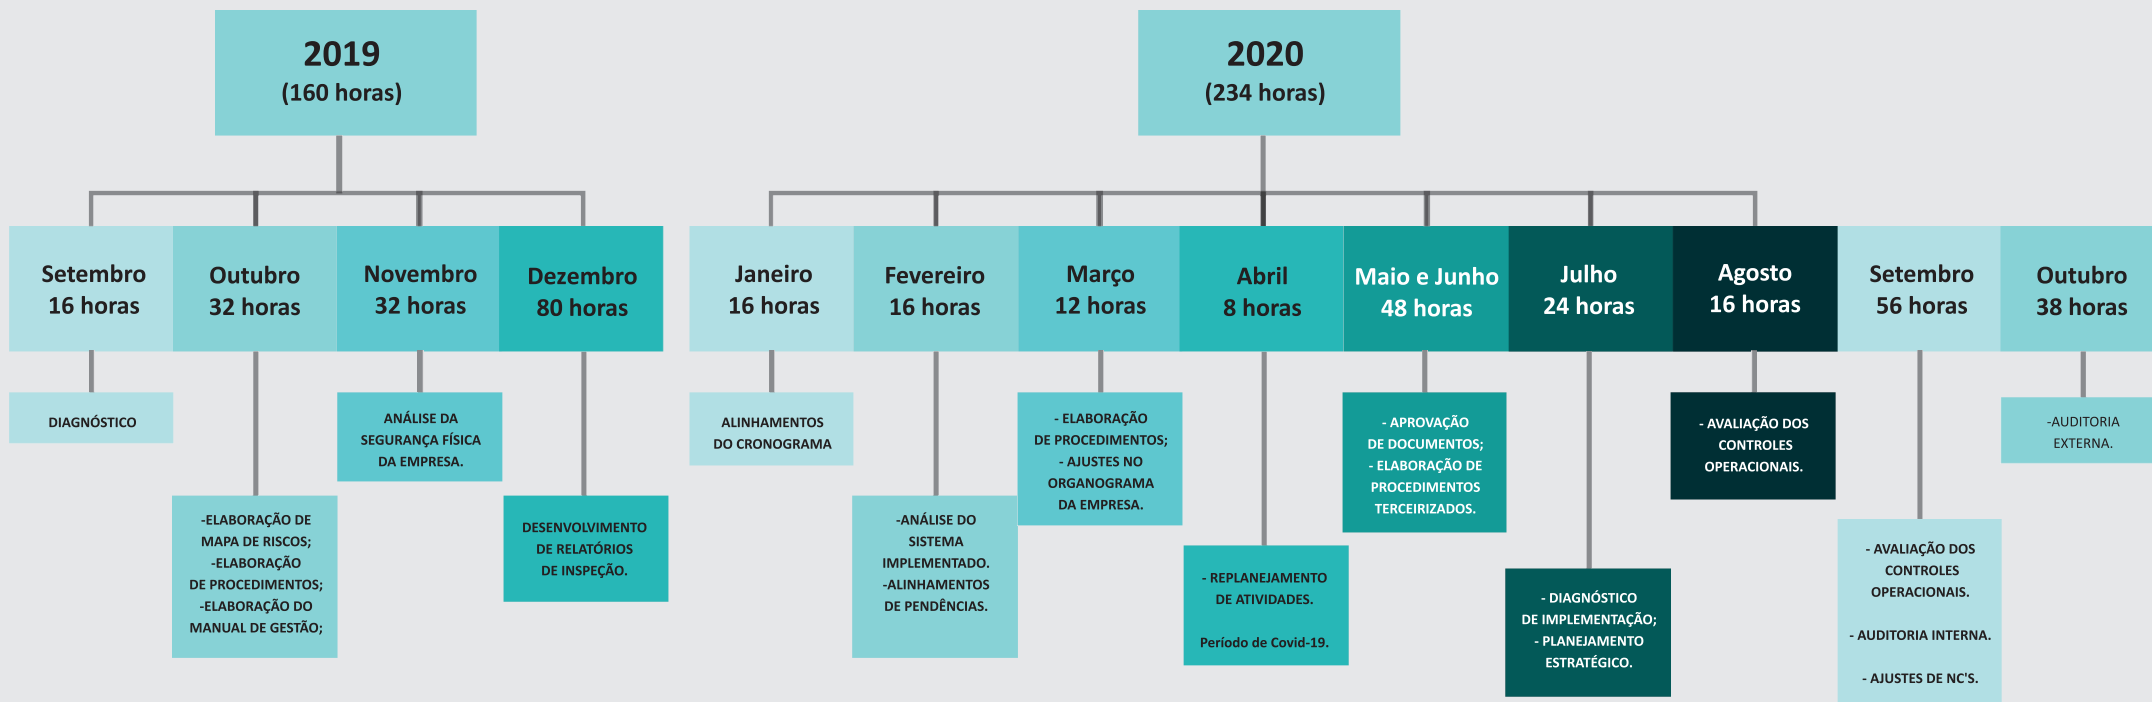 2019
(160 horas)
2020
(234 horas)
Setembro
16 horas
Outubro
32 horas
Novembro
32 horas
Dezembro
80 horas
Janeiro
16 horas
Fevereiro
16 horas
Março
12 horas
Abril
8 horas
Maio e Junho
48 horas
Julho
24 horas
Agosto
16 horas
Setembro
56 horas
Outubro
38 horas
DIAGNÓSTICO
-ELABORAÇÃO DE
MAPA DE RISCOS;
-ELABORAÇÃO
DE PROCEDIMENTOS;
-ELABORAÇÃO DO
MANUAL DE GESTÃO;
ANÁLISE DA
SEGURANÇA FÍSICA
DA EMPRESA.
DESENVOLVIMENTO
DE RELATÓRIOS
DE INSPEÇÃO.
ALINHAMENTOS
DO CRONOGRAMA
-ANÁLISE DO
SISTEMA
IMPLEMENTADO.
-ALINHAMENTOS
DE PENDÊNCIAS.
- ELABORAÇÃO
DE PROCEDIMENTOS;
- AJUSTES NO
ORGANOGRAMA
DA EMPRESA.
- REPLANEJAMENTO
DE ATIVIDADES.
Período de Covid-19.
- APROVAÇÃO
DE DOCUMENTOS;
- ELABORAÇÃO DE
PROCEDIMENTOS
TERCEIRIZADOS.
- DIAGNÓSTICO
DE IMPLEMENTAÇÃO;
- PLANEJAMENTO
ESTRATÉGICO.
- AVALIAÇÃO DOS
CONTROLES
OPERACIONAIS.
- AVALIAÇÃO DOS
CONTROLES
OPERACIONAIS.
- AUDITORIA INTERNA.
- AJUSTES DE NC'S.
-AUDITORIA
EXTERNA.